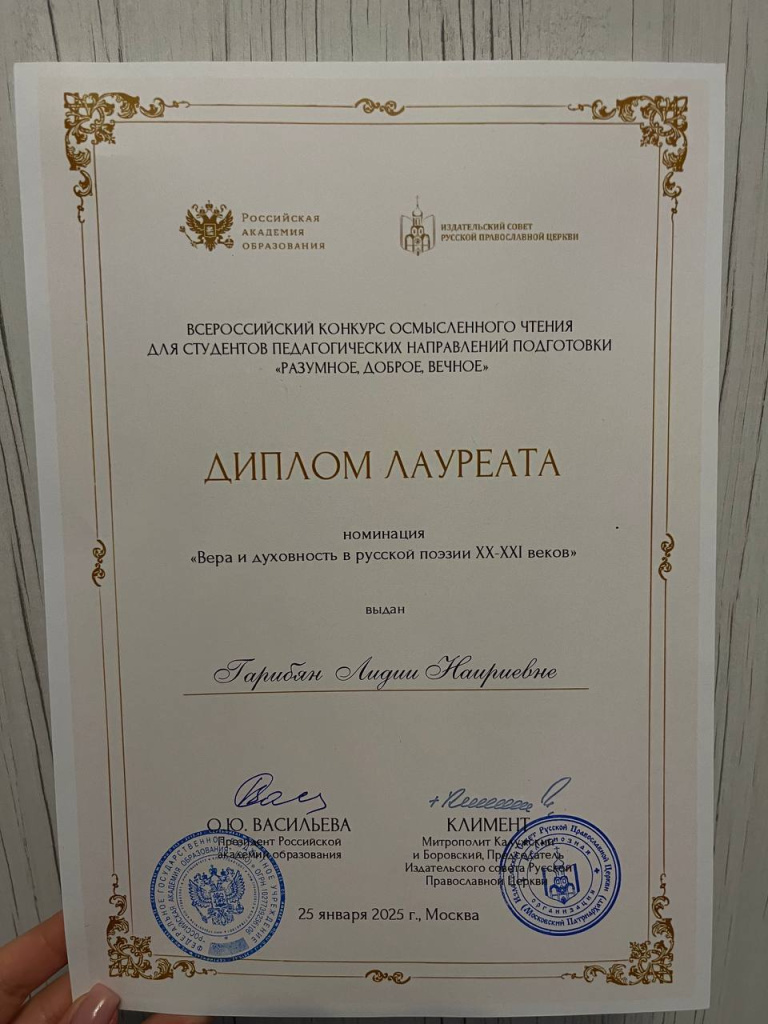 Российская
академия
образования
ИЗДАТЕЛЬСКИЙ СОВЕТ
РУССКОЙ ПРАВОСЛАВНОЙ ЦЕРКВИ
ВСЕРОССИЙСКИЙ КОНКУРС ОСМЫСЛЕННОГО ЧТЕНИЯ
ДЛЯ СТУДЕНТОВ ПЕДАГОГИЧЕСКИХ НАПРАВЛЕНИЙ ПОДГОТОВКИ
«РАЗУМНОЕ, ДОБРОЕ, ВЕЧНОЕ»
ДИПЛОМ ЛАУРЕАТА
номинация
«Вера и духовность в русской поэзии XX-XXI веков»
выдан
Гарибян Лидии Наириевне
О.Ю. ВАСИЛЬЕВА
Президент Российской
академии образования
КЛИМЕНТ
Митрополит Калужский
и Боровский, Председатель
Издательского совета Русской
Православной Церкви
25 января 2025 г., Москва